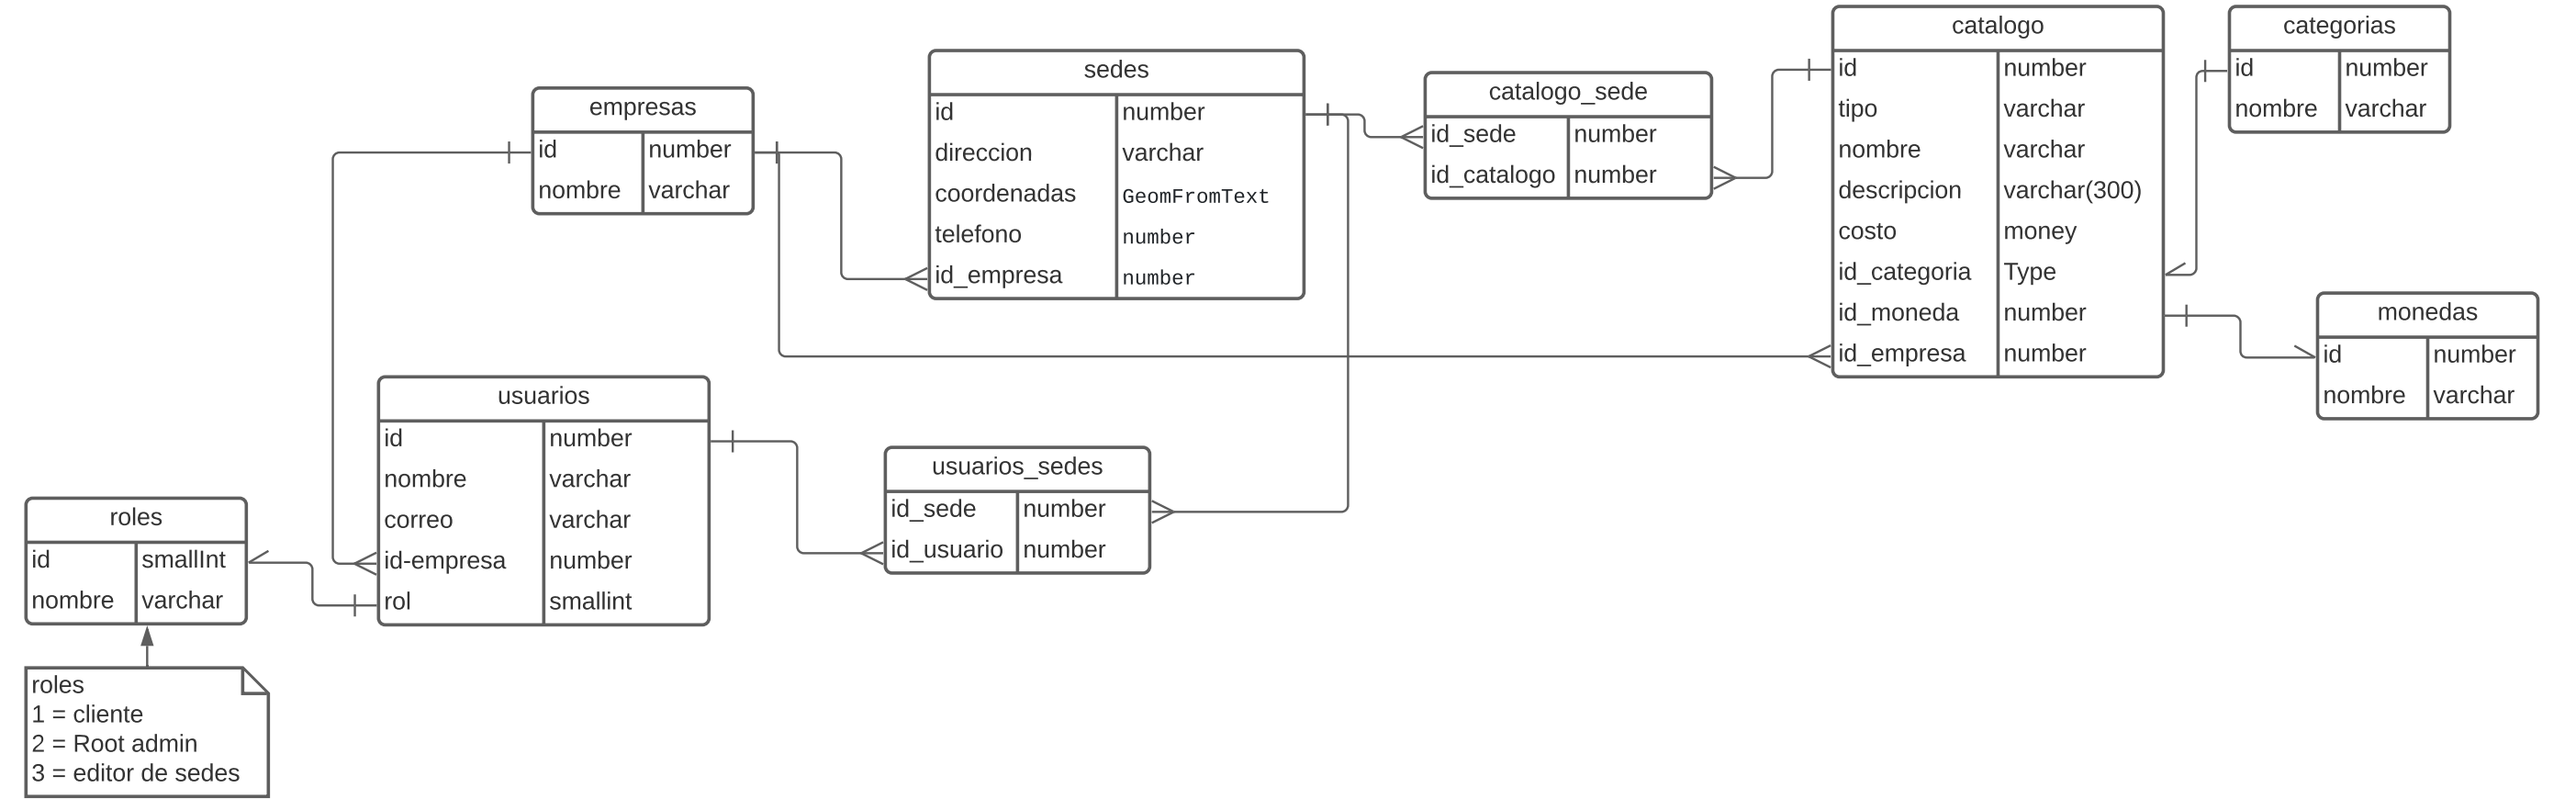 empresas
id number
nombre varchar
sedes
id number
direccion varchar
coordenadas GeomFromText
telefono number
id_empresa number
catalogo_sede
id_sede number
id_catalogo number
catalogo
id number
tipo varchar
nombre varchar
descripcion varchar(300)
costo money
id_categoria Type
id_moneda number
id_empresa number
categorias
id number
nombre varchar
monedas
id number
nombre varchar
usuarios
id number
nombre varchar
correo varchar
id-empresa number
rol smallint
usuarios_sedes
id_sede number
id_usuario number
roles
id smallInt
nombre varchar
roles
1 = cliente
2 = Root admin
3 = editor de sedes